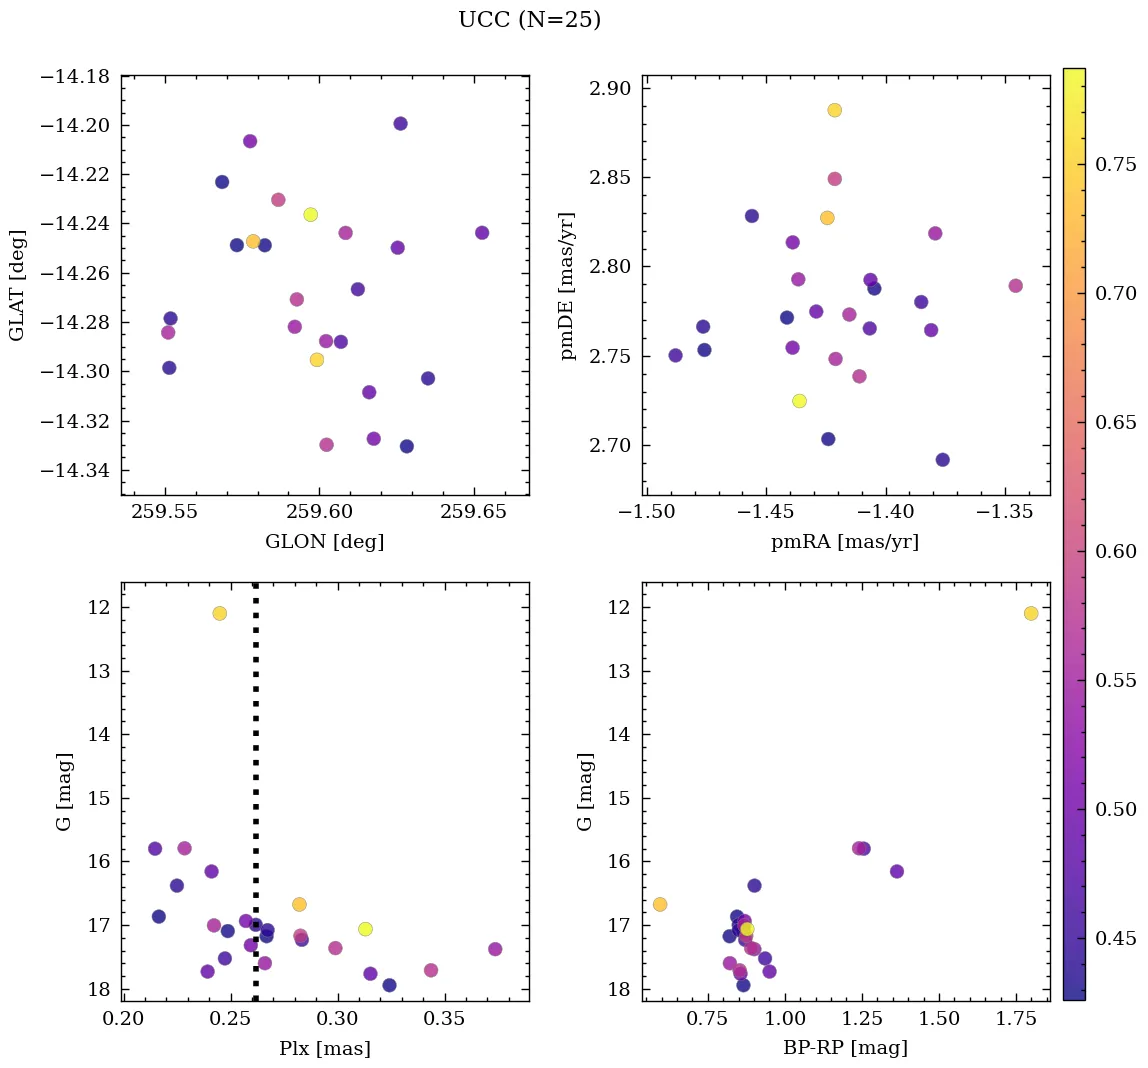 UCC (N=25)
−14.18
−14.20
−14.22
−14.24
−14.26
−14.28
−14.30
−14.32
−14.34
GLAT [deg]
259.55 259.60 259.65
GLON [deg]
2.90
2.85
2.80
2.75
2.70
pmDE [mas/yr]
−1.50 −1.45 −1.40 −1.35
pmRA [mas/yr]
12
13
14
15
16
17
18
G [mag]
0.20 0.25 0.30 0.35
Plx [mas]
12
13
14
15
16
17
18
G [mag]
0.75 1.00 1.25 1.50 1.75
BP-RP [mag]
0.75
0.70
0.65
0.60
0.55
0.50
0.45